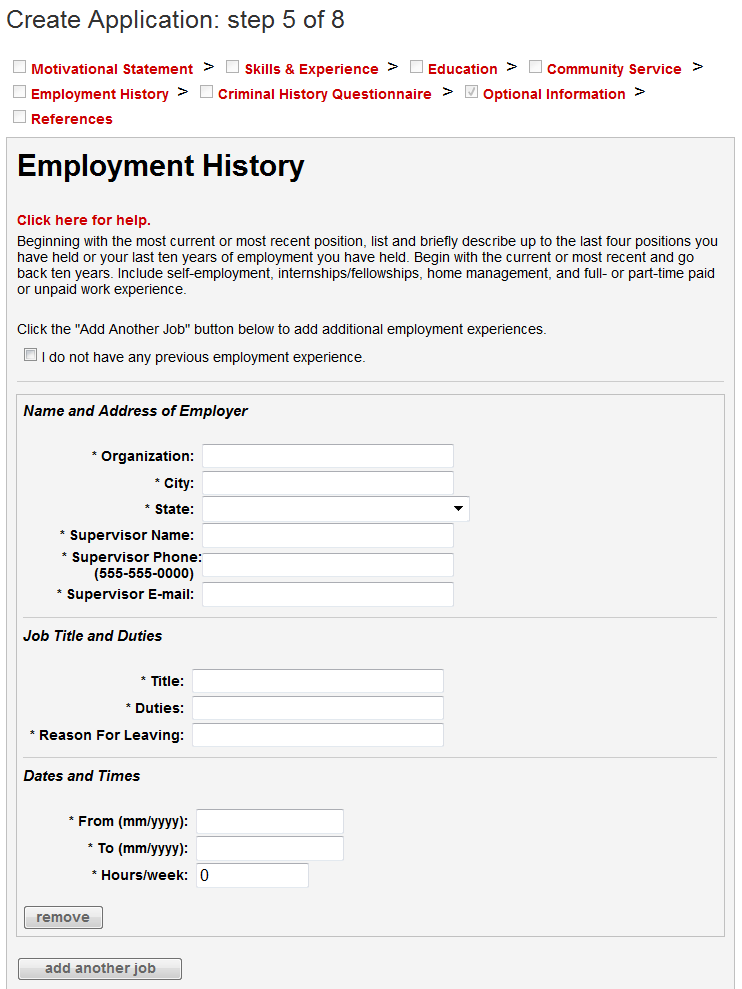 Create Application: step 5 of 8
Motivational Statement > Skills & Experience > Education > Community Service >
Employment History > Criminal History Questionnaire > Optional Information >
References
Employment History
Click here for help.
Beginning with the most current or most recent position, list and briefly describe up to the last four positions you
have held or your last ten years of employment you have held. Begin with the current or most recent and go
back ten years. Include self-employment, internships/fellowships, home management, and full- or part-time paid
or unpaid work experience.
Click the "Add Another Job" button below to add additional employment experiences.
I do not have any previous employment experience.
Name and Address of Employer
* Organization:
* City:
* State:
* Supervisor Name:
* Supervisor Phone:
(555-555-0000)
* Supervisor E-mail:
Job Title and Duties
* Title:
* Duties:
* Reason For Leaving:
Dates and Times
* From (mm/yyyy):
* To (mm/yyyy):
* Hours/week: 0
remove
add another job